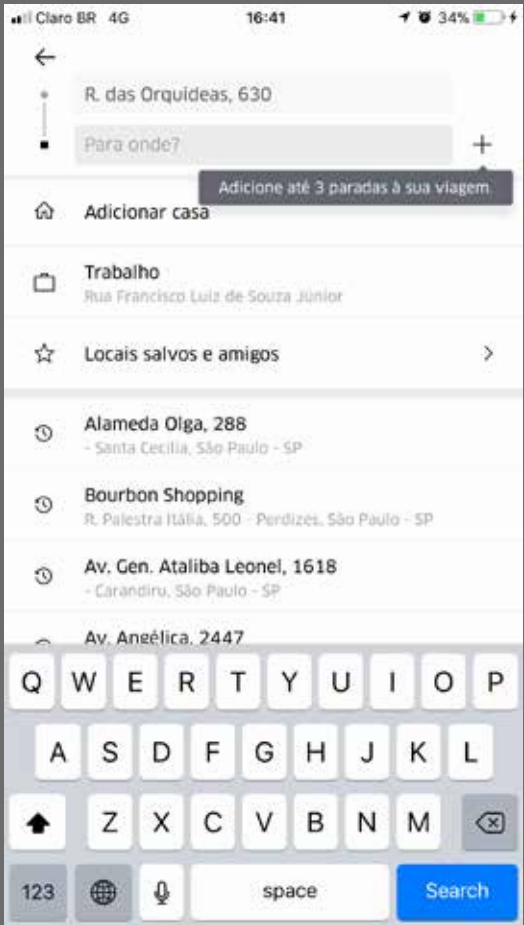 Claro BR 4G 16:41 34%
R. das Orquideas, 630
Para onde?
Adicione até 3 paradas à sua viagem
Adicionar casa
Trabalho
Rua Francisco Luiz de Souza Junior
Locais salvos e amigos
Alameda Olga, 288
- Santa Cecilia, São Paulo - SP
Bourbon Shopping
R. Palestra Itália, 500 - Perdizes, São Paulo - SP
Av. Gen. Ataliba Leonel, 1618
- Carandiru, São Paulo - SP
Av. Angélica, 2447
Q W E R T Y U I O P
A S D F G H J K L
Z X C V B N M
123 space Search